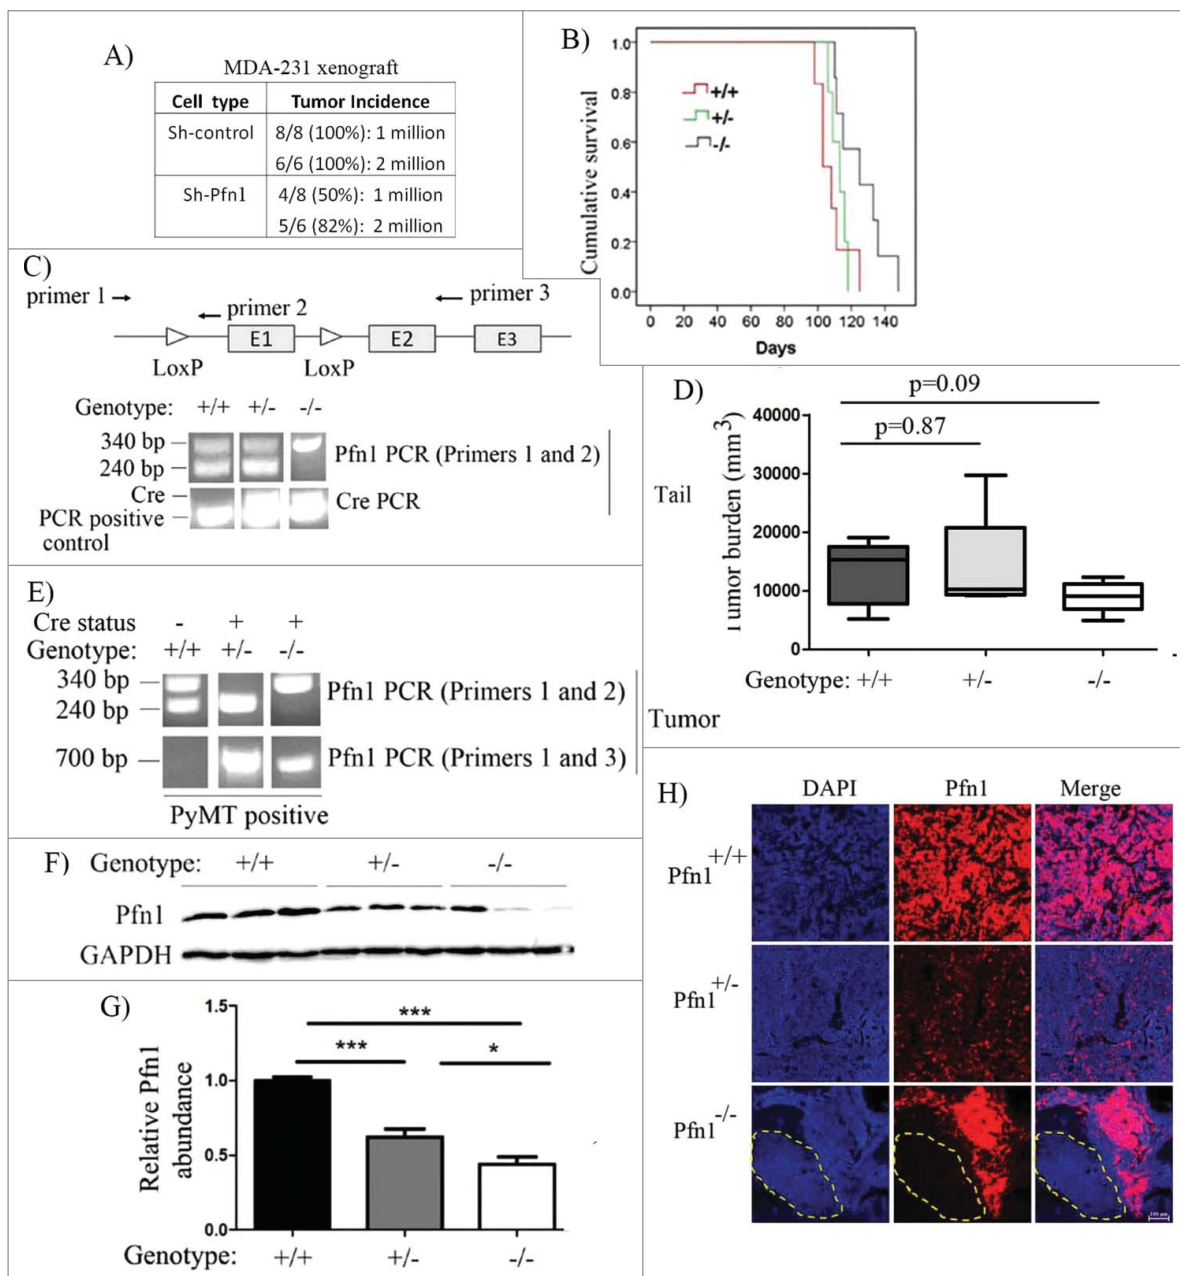 A)
MDA-231 xenograft
Cell type Tumor Incidence
Sh-control 8/8 (100%): 1 million
6/6 (100%): 2 million
Sh-Pfn1 4/8 (50%): 1 million
5/6 (82%): 2 million
B)
Cumulative survival
1.0
0.8
0.6
0.4
0.2
0.0
+/+
+/-
-/-
0 20 40 60 80 100 120 140
Days
C)
primer 1
primer 2
primer 3
E1 E2 E3
LoxP LoxP
Genotype: +/+ +/- -/-
340 bp
240 bp
Pfn1 PCR (Primers 1 and 2)
Cre
PCR positive
control
Cre PCR
Tail
D)
Tumor burden (mm3)
40000
30000
20000
10000
0
p=0.09
p=0.87
Genotype: +/+ +/- -/-
E)
Cre status - + +
Genotype: +/+ +/- -/-
340 bp
240 bp
Pfn1 PCR (Primers 1 and 2)
700 bp
Pfn1 PCR (Primers 1 and 3)
PyMT positive
Tumor
F)
Genotype: +/+ +/- -/-
Pfn1
GAPDH
G)
Relative Pfn1
abundance
1.5
1.0
0.5
0.0
***
*** *
Genotype: +/+ +/- -/-
H)
DAPI Pfn1 Merge
Pfn1+/+
Pfn1+/-
Pfn1-/-